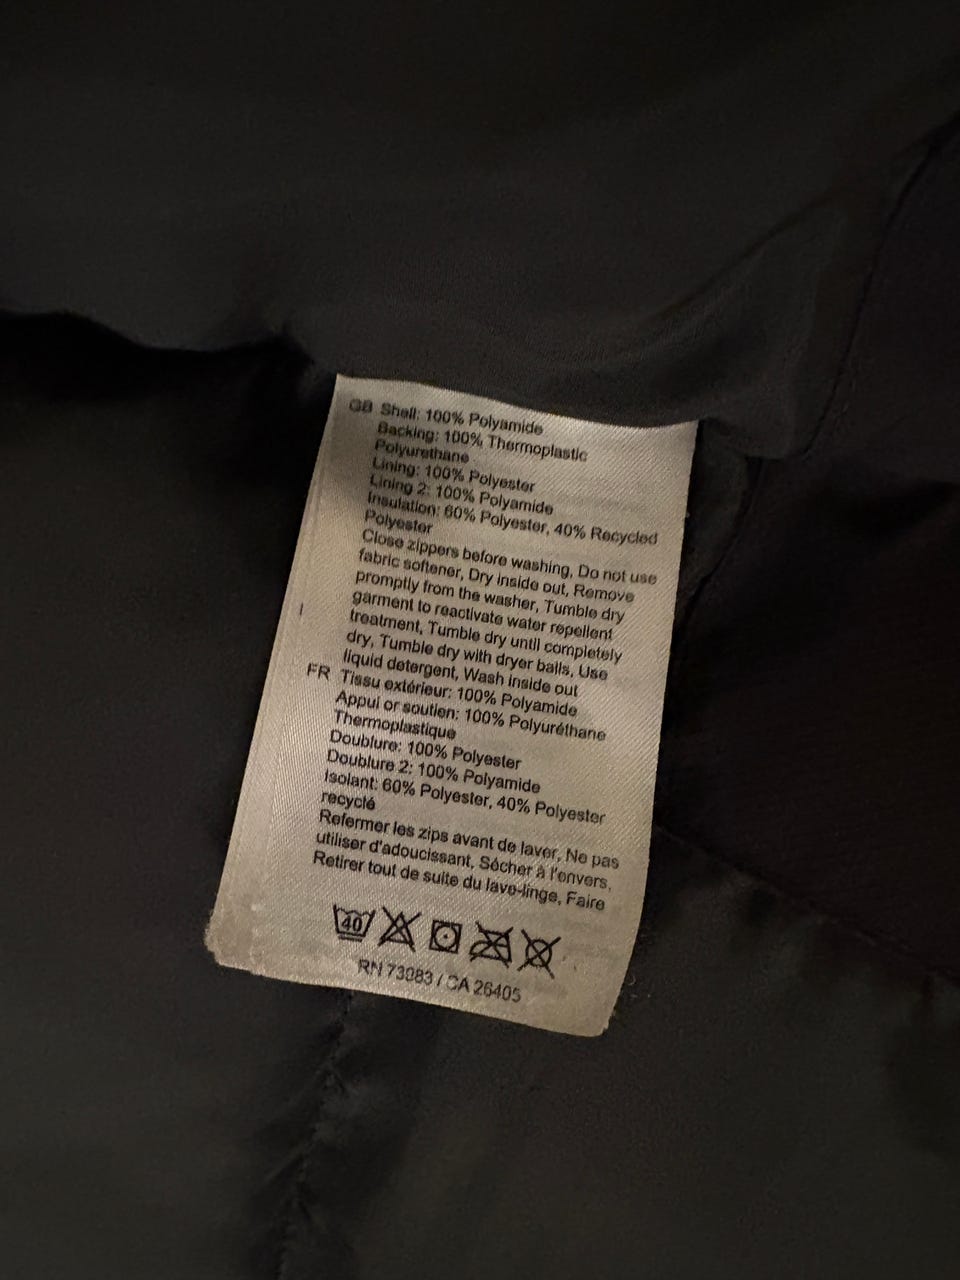 GB Shell: 100% Polyamide
Backing: 100% Thermoplastic
Polyurethane
Lining: 100% Polyester
Lining 2: 100% Polyamide
Insulation: 60% Polyester, 40% Recycled
Polyester
Close zippers before washing, Do not use
fabric softener, Dry inside out, Remove
promptly from the washer, Tumble dry
garment to reactivate water repellent
treatment, Tumble dry until completely
dry, Tumble dry with dryer balls, Use
liquid detergent, Wash inside out
FR Tissu extérieur: 100% Polyamide
Appui or soutien: 100% Polyuréthane
Thermoplastique
Doublure: 100% Polyester
Doublure 2: 100% Polyamide
Isolant: 60% Polyester, 40% Polyester
recyclé
Refermer les zips avant de laver, Ne pas
utiliser d'adoucissant, Sécher à l'envers,
Retirer tout de suite du lave-linge, Faire
40
RN 73083 / CA 26405